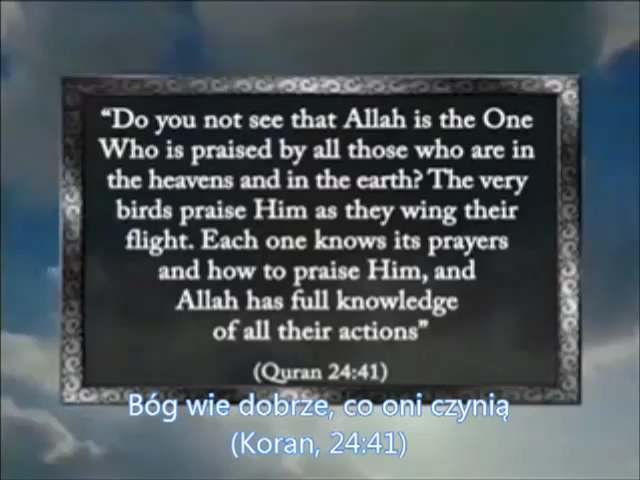 “Do you not see that Allah is the One
Who is praised by all those who are in
the heavens and in the earth? The very
birds praise Him as they wing their
flight. Each one knows its prayers
and how to praise Him, and
Allah has full knowledge
of all their actions”
(Quran 24:41)
Bóg wie dobrze, co oni czynią
(Koran, 24:41)